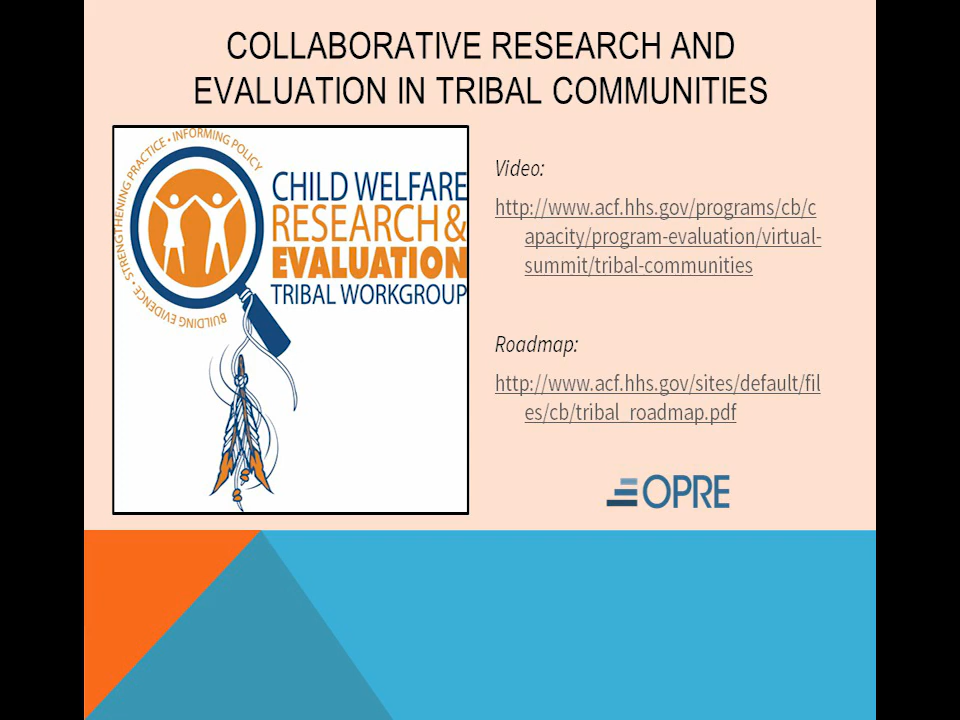 COLLABORATIVE RESEARCH AND
EVALUATION IN TRIBAL COMMUNITIES
BUILDING EVIDENCE • STRENGTHENING PRACTICE • INFORMING POLICY
CHILD WELFARE
RESEARCH &
EVALUATION
TRIBAL WORKGROUP
Video:
http://www.acf.hhs.gov/programs/cb/c
apacity/program-evaluation/virtual-
summit/tribal-communities
Roadmap:
http://www.acf.hhs.gov/sites/default/fil
es/cb/tribal_roadmap.pdf
OPRE